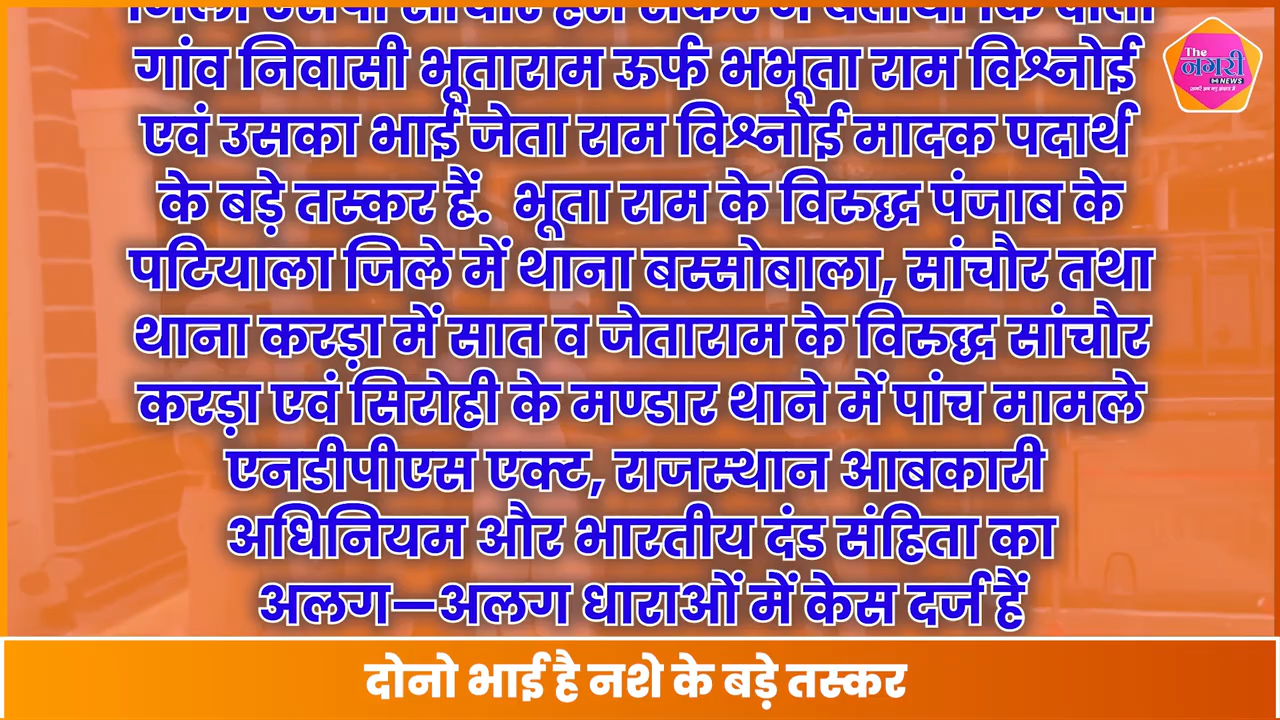 गांव निवासी भूताराम ऊर्फ भभूता राम विश्नोई
एवं उसका भाई जेता राम विश्नोई मादक पदार्थ
के बड़े तस्कर हैं. भूता राम के विरुद्ध पंजाब के
पटियाला जिले में थाना बस्सोबाला, सांचौर तथा
थाना करड़ा में सात व जेताराम के विरुद्ध सांचौर
करड़ा एवं सिरोही के मण्डार थाने में पांच मामले
एनडीपीएस एक्ट, राजस्थान आबकारी
अधिनियम और भारतीय दंड संहिता का
अलग—अलग धाराओं में केस दर्ज हैं
दोनो भाई है नशे के बड़े तस्कर
The
नगरी
NEWS